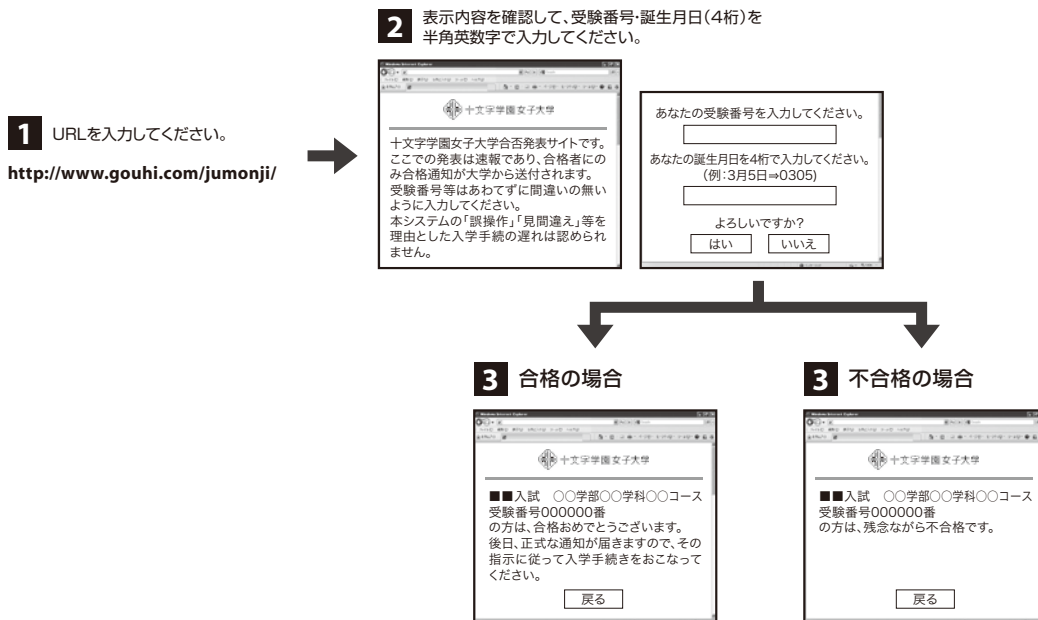 1 URLを入力してください。
http://www.gouhi.com/jumonji/
2 表示内容を確認して、受験番号・誕生月日(4桁)を
半角英数字で入力してください。
Windows Internet Explorer
十文字学園女子大学
十文字学園女子大学合否発表サイトです。
ここでの発表は速報であり、合格者にの
み合格通知が大学から送付されます。
受験番号等はあわてずに間違いの無い
ように入力してください。
本システムの「誤操作」「見間違え」等を
理由とした入学手続の遅れは認められ
ません。
あなたの受験番号を入力してください。
あなたの誕生月日を4桁で入力してください。
(例:3月5日⇒0305)
よろしいですか?
はい いいえ
3 合格の場合
Windows Internet Explorer
十文字学園女子大学
■■入試 ○○学部○○学科○○コース
受験番号000000番
の方は、合格おめでとうございます。
後日、正式な通知が届きますので、その
指示に従って入学手続きをおこなって
ください。
戻る
3 不合格の場合
Windows Internet Explorer
十文字学園女子大学
■■入試 ○○学部○○学科○○コース
受験番号000000番
の方は、残念ながら不合格です。
戻る